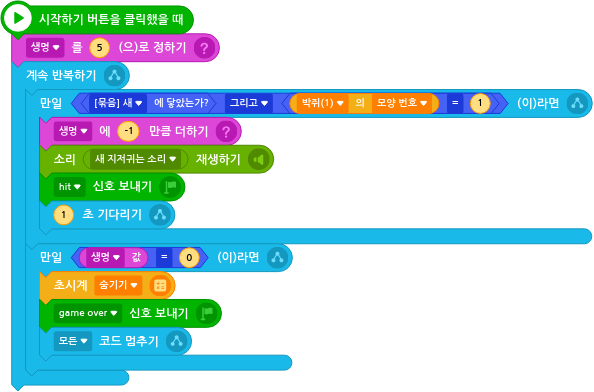 시작하기 버튼을 클릭했을 때
생명 를 5 (으)로 정하기 ?
계속 반복하기
만일 [묶음] 새 에 닿았는가? 그리고 박쥐(1) 의 모양 번호 = 1 (이)라면
생명 에 -1 만큼 더하기 ?
소리 새 지저귀는 소리 재생하기
hit 신호 보내기
1 초 기다리기
만일 생명 값 = 0 (이)라면
초시계 숨기기
game over 신호 보내기
모든 코드 멈추기